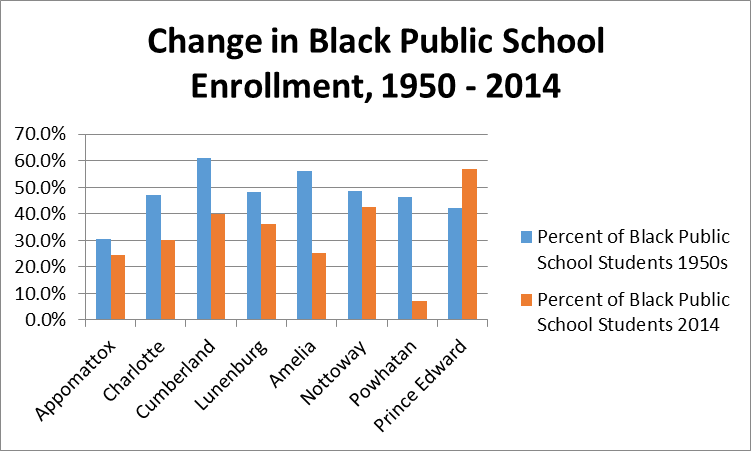 Change in Black Public School
Enrollment, 1950 - 2014
70.0%
60.0%
50.0%
40.0%
30.0%
20.0%
10.0%
0.0%
Appomattox
Charlotte
Cumberland
Lunenburg
Amelia
Nottoway
Powhatan
Prince Edward
Percent of Black Public
School Students 1950s
Percent of Black Public
School Students 2014